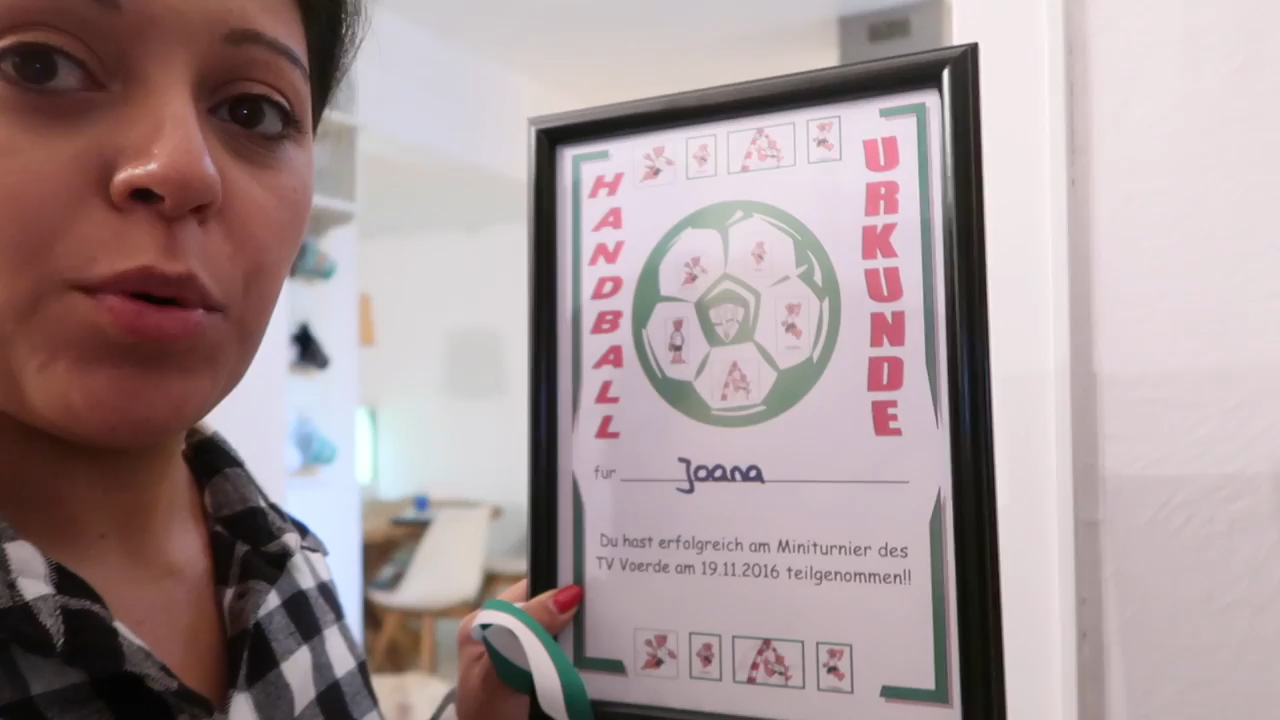 HANDBALL
URKUNDE
für Joana
Du hast erfolgreich am Miniturnier des
TV Voerde am 19.11.2016 teilgenommen!!